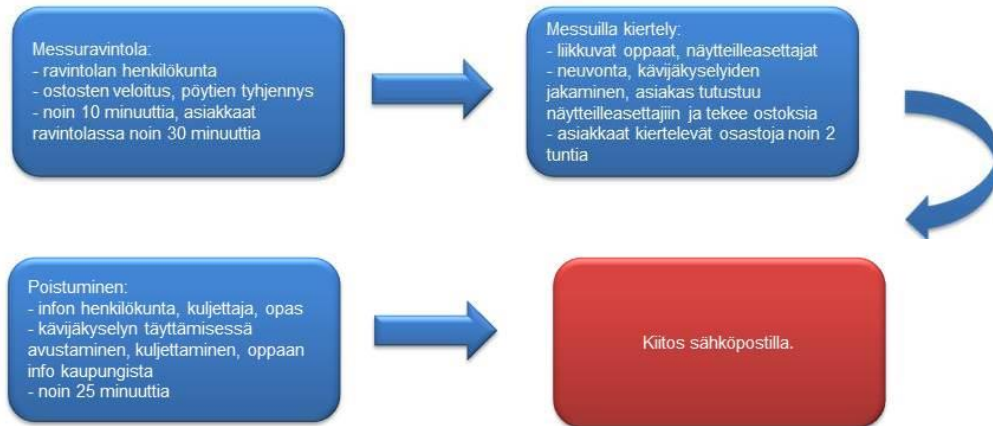 Messuravintola:
- ravintolan henkilökunta
- ostosten veloitus, pöytien tyhjennys
- noin 10 minuuttia, asiakkaat
ravintolassa noin 30 minuuttia
Messuilla kiertely:
- liikkuvat oppaat, näytteilleasettajat
- neuvonta, kävijäkyselyiden
jakaminen, asiakas tutustuu
näytteilleasettajiin ja tekee ostoksia
- asiakkaat kiertelevät osastoja noin 2
tuntia
Poistuminen:
- infon henkilökunta, kuljettaja, opas
- kävijäkyselyn täyttämisessä
avustaminen, kuljettaminen, oppaan
info kaupungista
- noin 25 minuuttia
Kiitos sähköpostilla.